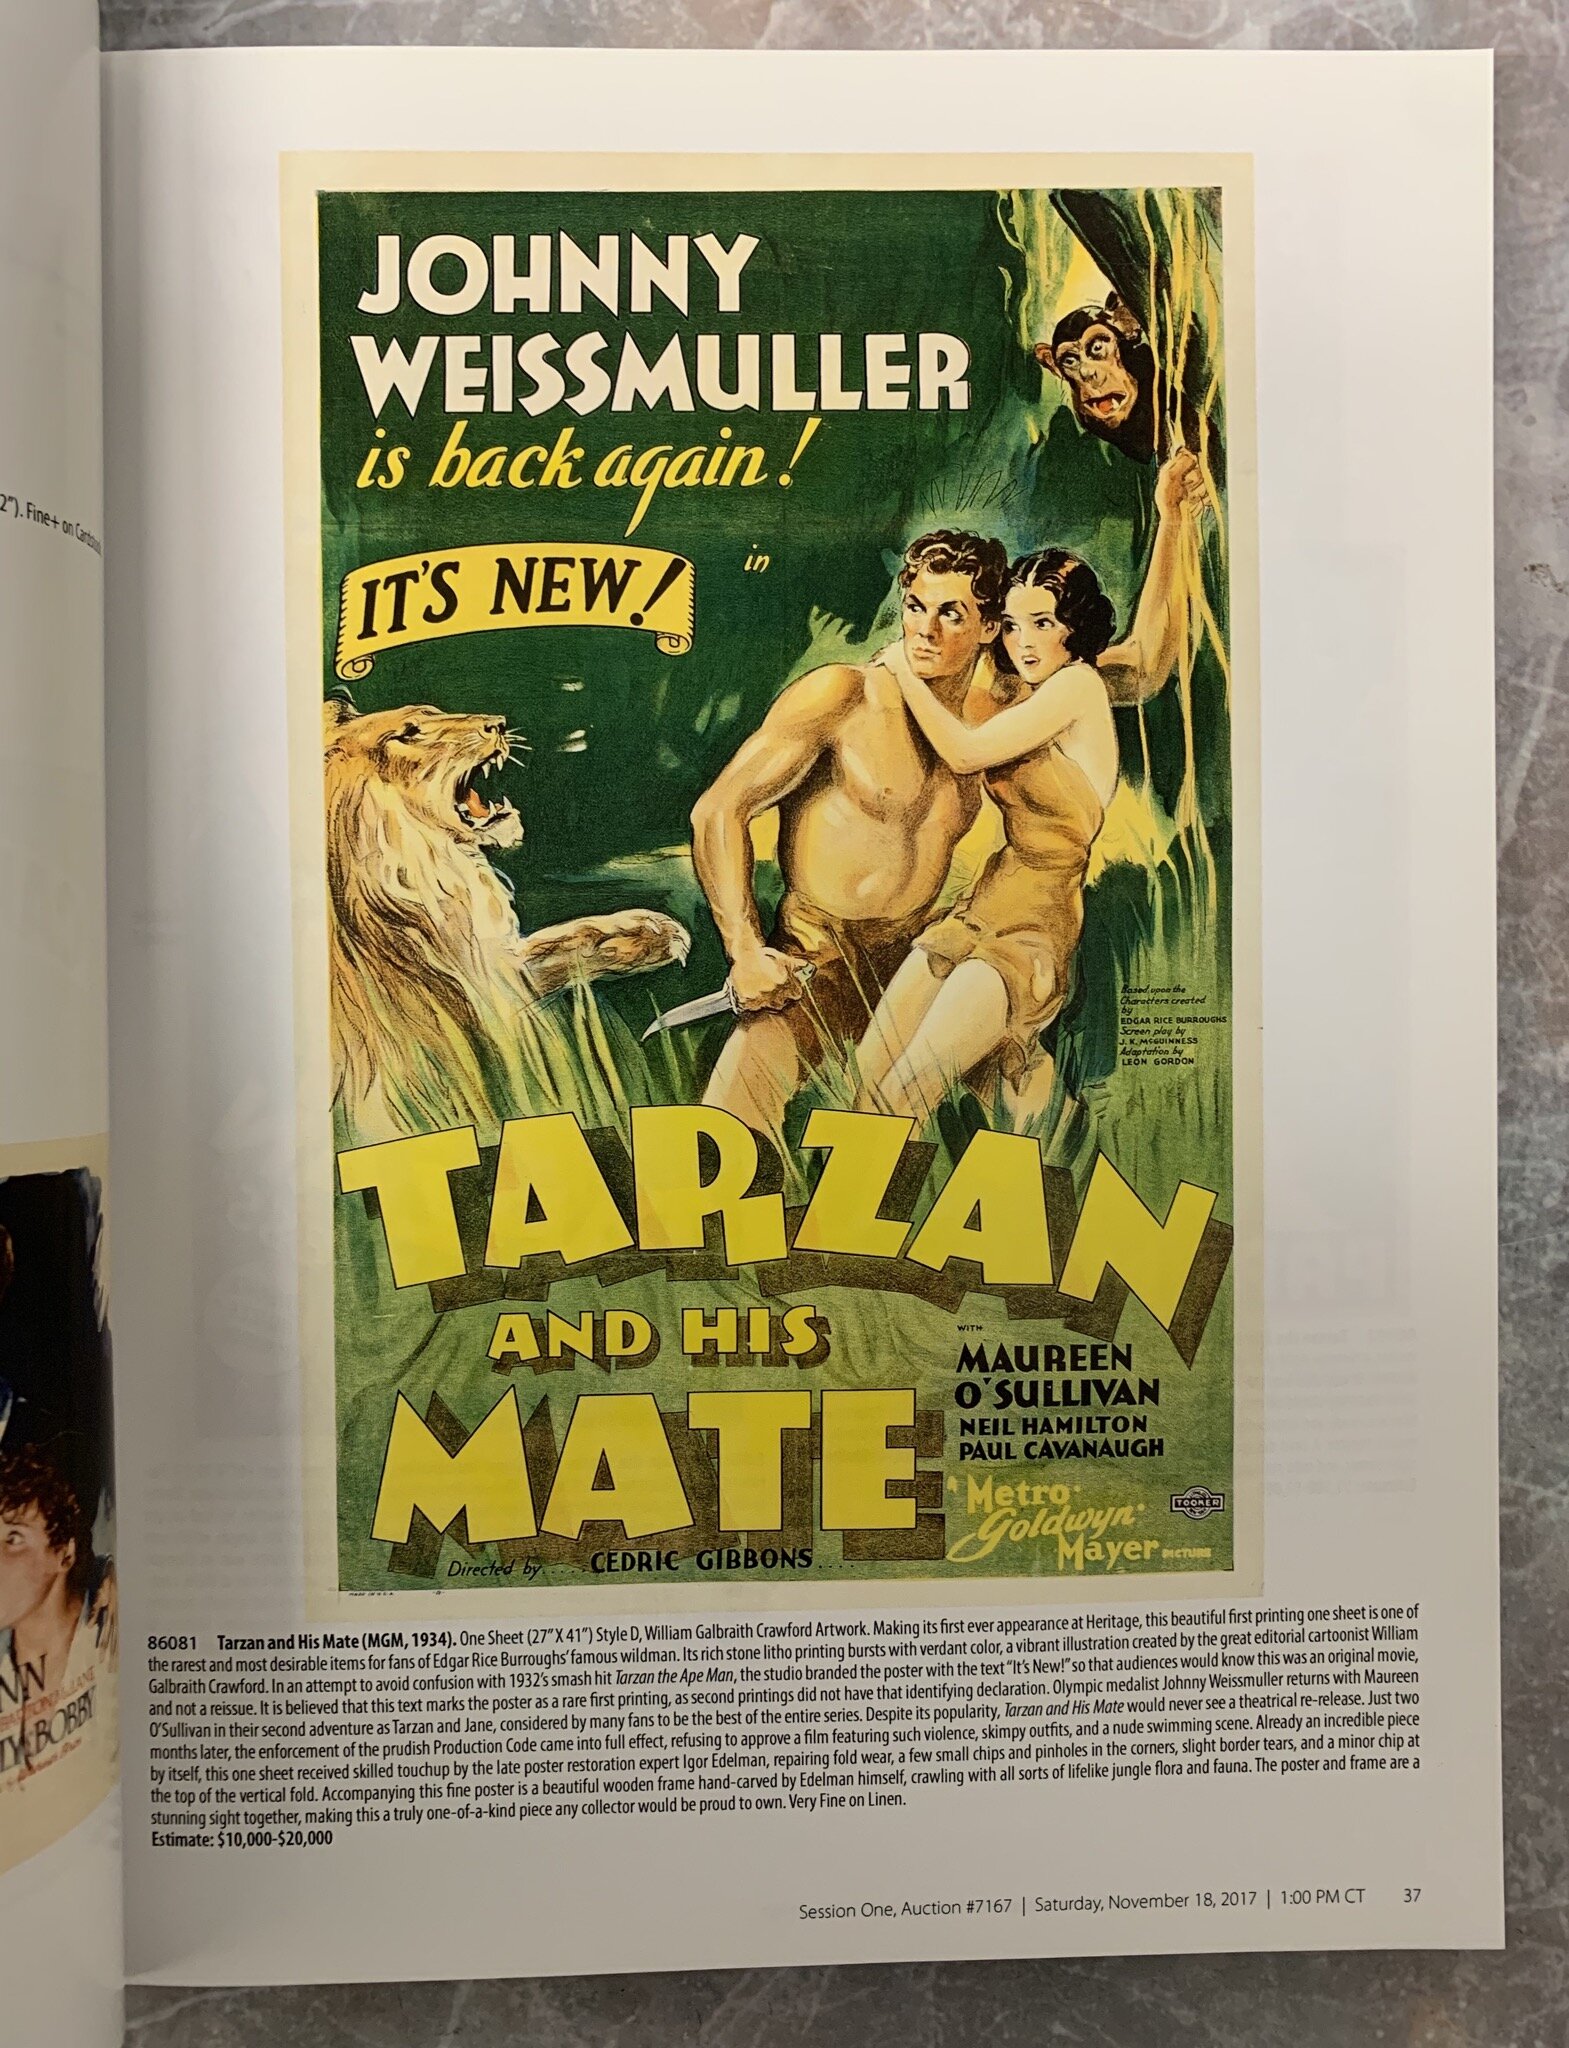 2"). Fine+ on
JOHNNY
WEISSMULLER
is back again!
in
IT'S NEW!
Based upon the
Characters created
by
EDGAR RICE BURROUGHS
Screen play by
J. K. McGUINNESS
Adaptation by
LEON GORDON
TARZAN
AND HIS
MATE
WITH
MAUREEN
O'SULLIVAN
NEIL HAMILTON
PAUL CAVANAUGH
Metro
Goldwyn
Mayer PICTURE
TOOKER
Directed by.....CEDRIC GIBBONS....
MADE IN U.S.A.
NN
BOBBY
86081 Tarzan and His Mate (MGM, 1934). One Sheet (27" X 41") Style D, William Galbraith Crawford Artwork. Making its first ever appearance at Heritage, this beautiful first printing one sheet is one of
the rarest and most desirable items for fans of Edgar Rice Burroughs' famous wildman. Its rich stone litho printing bursts with verdant color, a vibrant illustration created by the great editorial cartoonist William
Galbraith Crawford. In an attempt to avoid confusion with 1932's smash hit Tarzan the Ape Man, the studio branded the poster with the text "It's New!" so that audiences would know this was an original movie,
and not a reissue. It is believed that this text marks the poster as a rare first printing, as second printings did not have that identifying declaration. Olympic medalist Johnny Weissmuller returns with Maureen
O'Sullivan in their second adventure as Tarzan and Jane, considered by many fans to be the best of the entire series. Despite its popularity, Tarzan and His Mate would never see a theatrical re-release. Just two
months later, the enforcement of the prudish Production Code came into full effect, refusing to approve a film featuring such violence, skimpy outfits, and a nude swimming scene. Already an incredible piece
by itself, this one sheet received skilled touchup by the late poster restoration expert Igor Edelman, repairing fold wear, a few small chips and pinholes in the corners, slight border tears, and a minor chip at
the top of the vertical fold. Accompanying this fine poster is a beautiful wooden frame hand-carved by Edelman himself, crawling with all sorts of lifelike jungle flora and fauna. The poster and frame are a
stunning sight together, making this a truly one-of-a-kind piece any collector would be proud to own. Very Fine on Linen.
Estimate: $10,000-$20,000
Session One, Auction #7167 | Saturday, November 18, 2017 | 1:00 PM CT 37